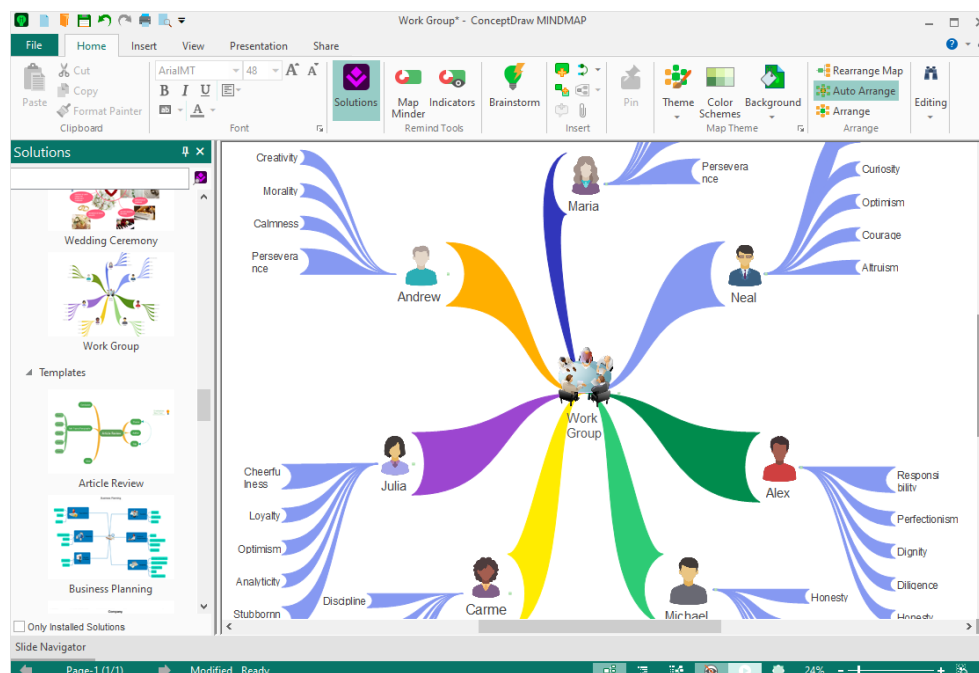 Work Group* - ConceptDraw MINDMAP
File
Home
Insert
View
Presentation
Share
Paste
Cut
Copy
Format Painter
Clipboard
ArialMT
48
A
A
B I U
A
Font
Solutions
Map Minder
Indicators
Remind Tools
Brainstorm
Insert
Pin
Theme
Color Schemes
Background
Map Theme
Rearrange Map
Auto Arrange
Arrange
Arrange
Editing
Solutions
Wedding Ceremony
Work Group
Templates
Article Review
Business Planning
Only Installed Solutions
Creativity
Morality
Calmness
Persevera
nce
Andrew
Maria
Persevera
nce
Curiosity
Optimism
Courage
Altruism
Neal
Work
Group
Cheerfu
lness
Loyalty
Optimism
Analyticity
Stubbornn
Julia
Discipline
Carme
Michael
Honesty
Alex
Responsi
bility
Perfectionism
Dignity
Diligence
Honesty
Slide Navigator
Page-1 (1/1)
Modified
Ready
24%